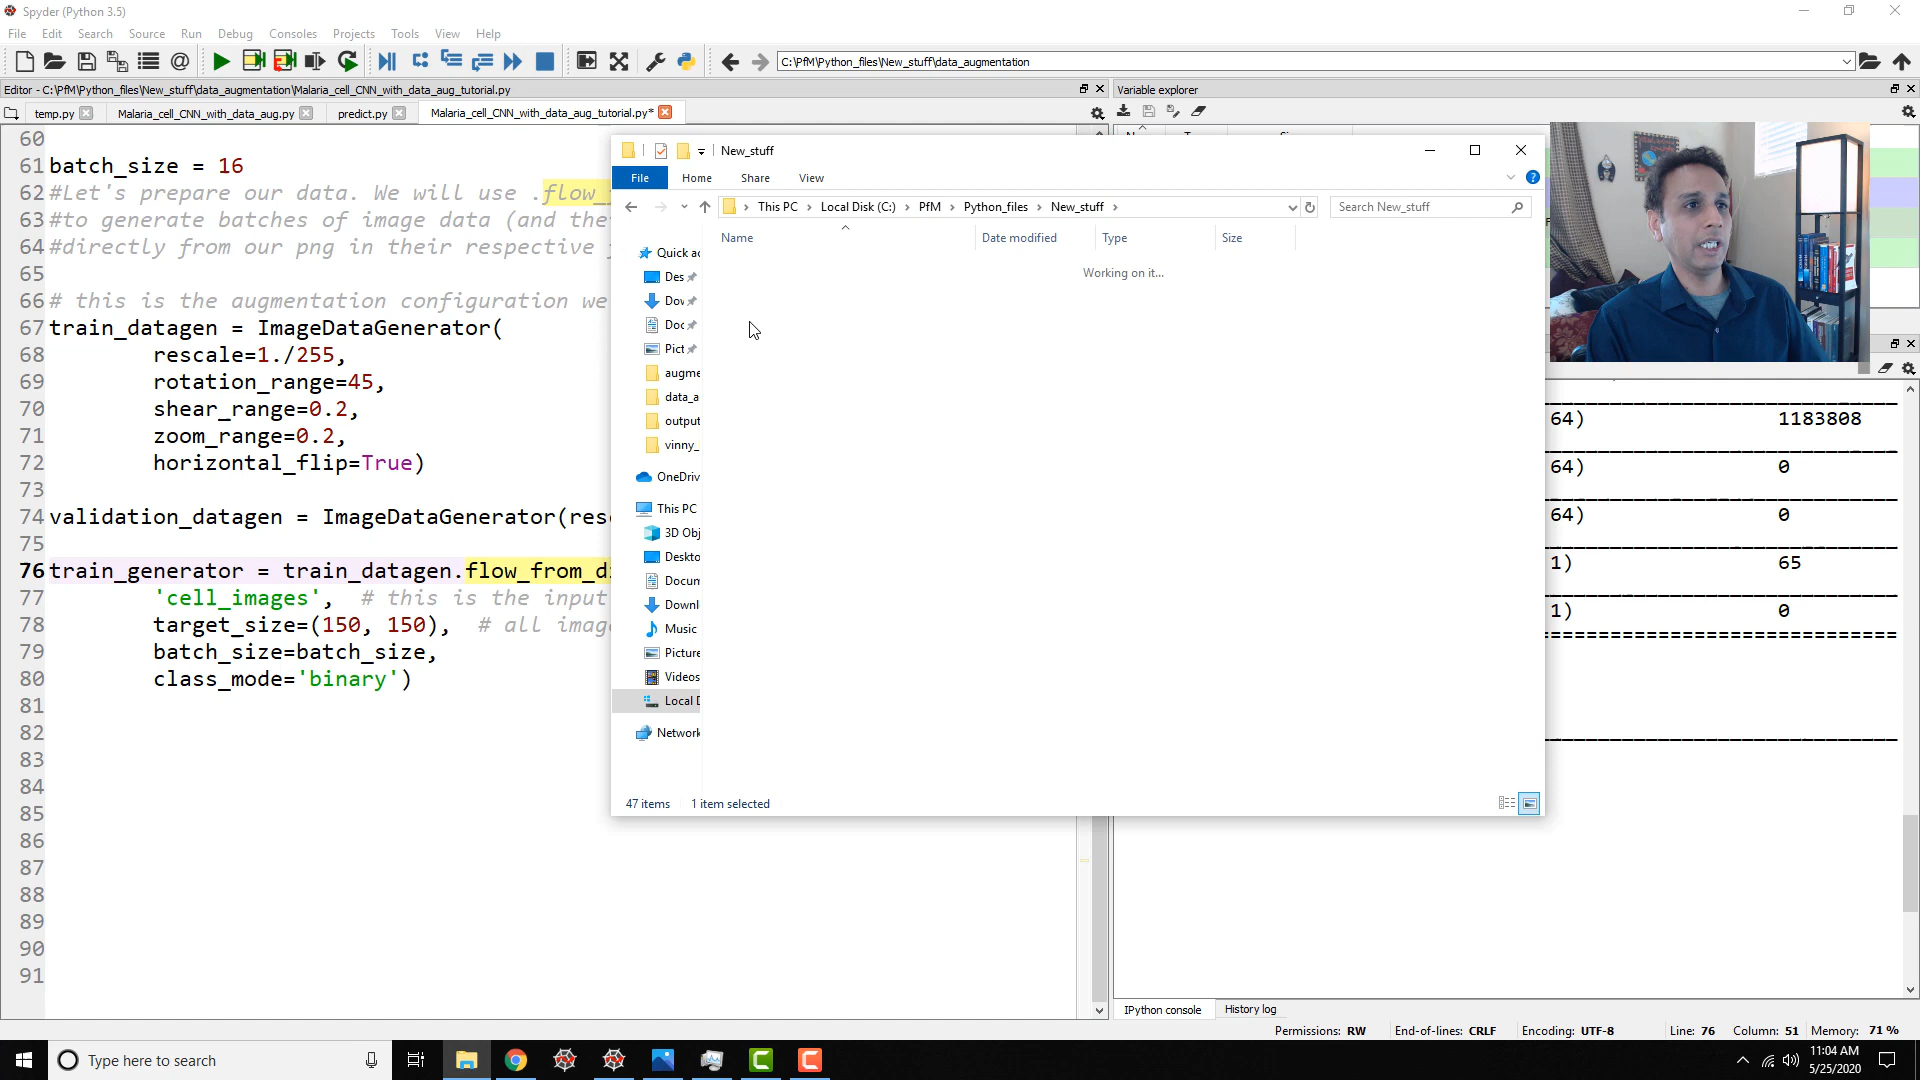 Spyder (Python 3.5)
File Edit Search Source Run Debug Consoles Projects Tools View Help
C:\PfM\Python_files\New_stuff\data_augmentation
Editor - C:\PfM\Python_files\New_stuff\data_augmentation\Malaria_cell_CNN_with_data_aug_tutorial.py
Variable explorer
temp.py Malaria_cell_CNN_with_data_aug.py predict.py Malaria_cell_CNN_with_data_aug_tutorial.py*
60
61 batch_size = 16
62 #Let's prepare our data. We will use .flow_
63 #to generate batches of image data (and the
64 #directly from our png in their respective
65
66 # this is the augmentation configuration we
67 train_datagen = ImageDataGenerator(
68 rescale=1./255,
69 rotation_range=45,
70 shear_range=0.2,
71 zoom_range=0.2,
72 horizontal_flip=True)
73
74 validation_datagen = ImageDataGenerator(res
75
76 train_generator = train_datagen.flow_from_di
77 'cell_images', # this is the input
78 target_size=(150, 150), # all imag
79 batch_size=batch_size,
80 class_mode='binary')
81
82
83
84
85
86
87
88
89
90
91
New_stuff
File Home Share View
This PC Local Disk (C:) PfM Python_files New_stuff
Search New_stuff
Name Date modified Type Size
Working on it...
Quick ac
Des
Dov
Doc
Pict
augme
data_a
output
vinny_
OneDriv
This PC
3D Obj
Deskto
Docum
Downl
Music
Picture
Videos
Local D
Network
47 items 1 item selected
64) 1183808
64) 0
64) 0
1) 65
1) 0
IPython console History log
Permissions: RW End-of-lines: CRLF Encoding: UTF-8 Line: 76 Column: 51 Memory: 71 %
Type here to search
11:04 AM
5/25/2020